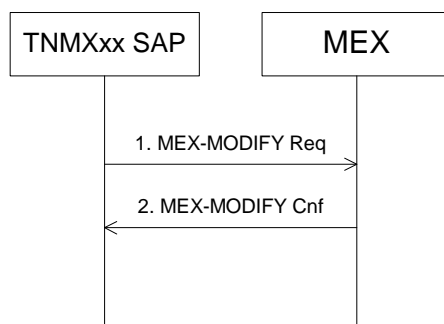 TNMXxx SAP
MEX
1. MEX-MODIFY Req
2. MEX-MODIFY Cnf